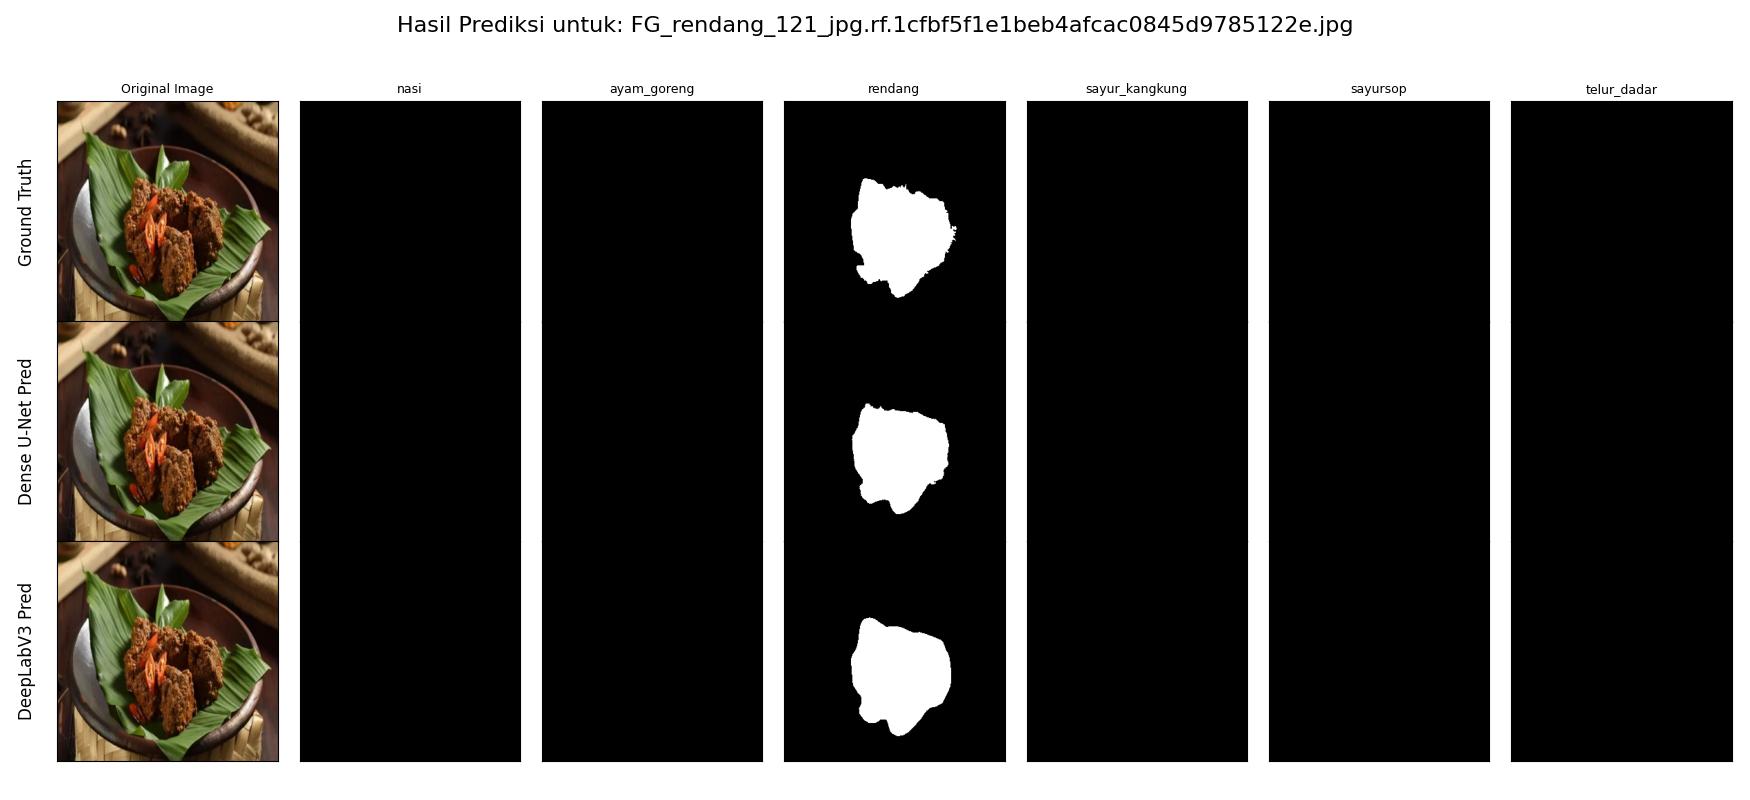 Hasil Prediksi untuk: FG_rendang_121_jpg.rf.1cfbf5f1e1beb4afcac0845d9785122e.jpg
Original Image
nasi
ayam_goreng
rendang
sayur_kangkung
sayursop
telur_dadar
Ground Truth
Dense U-Net Pred
DeepLabV3 Pred